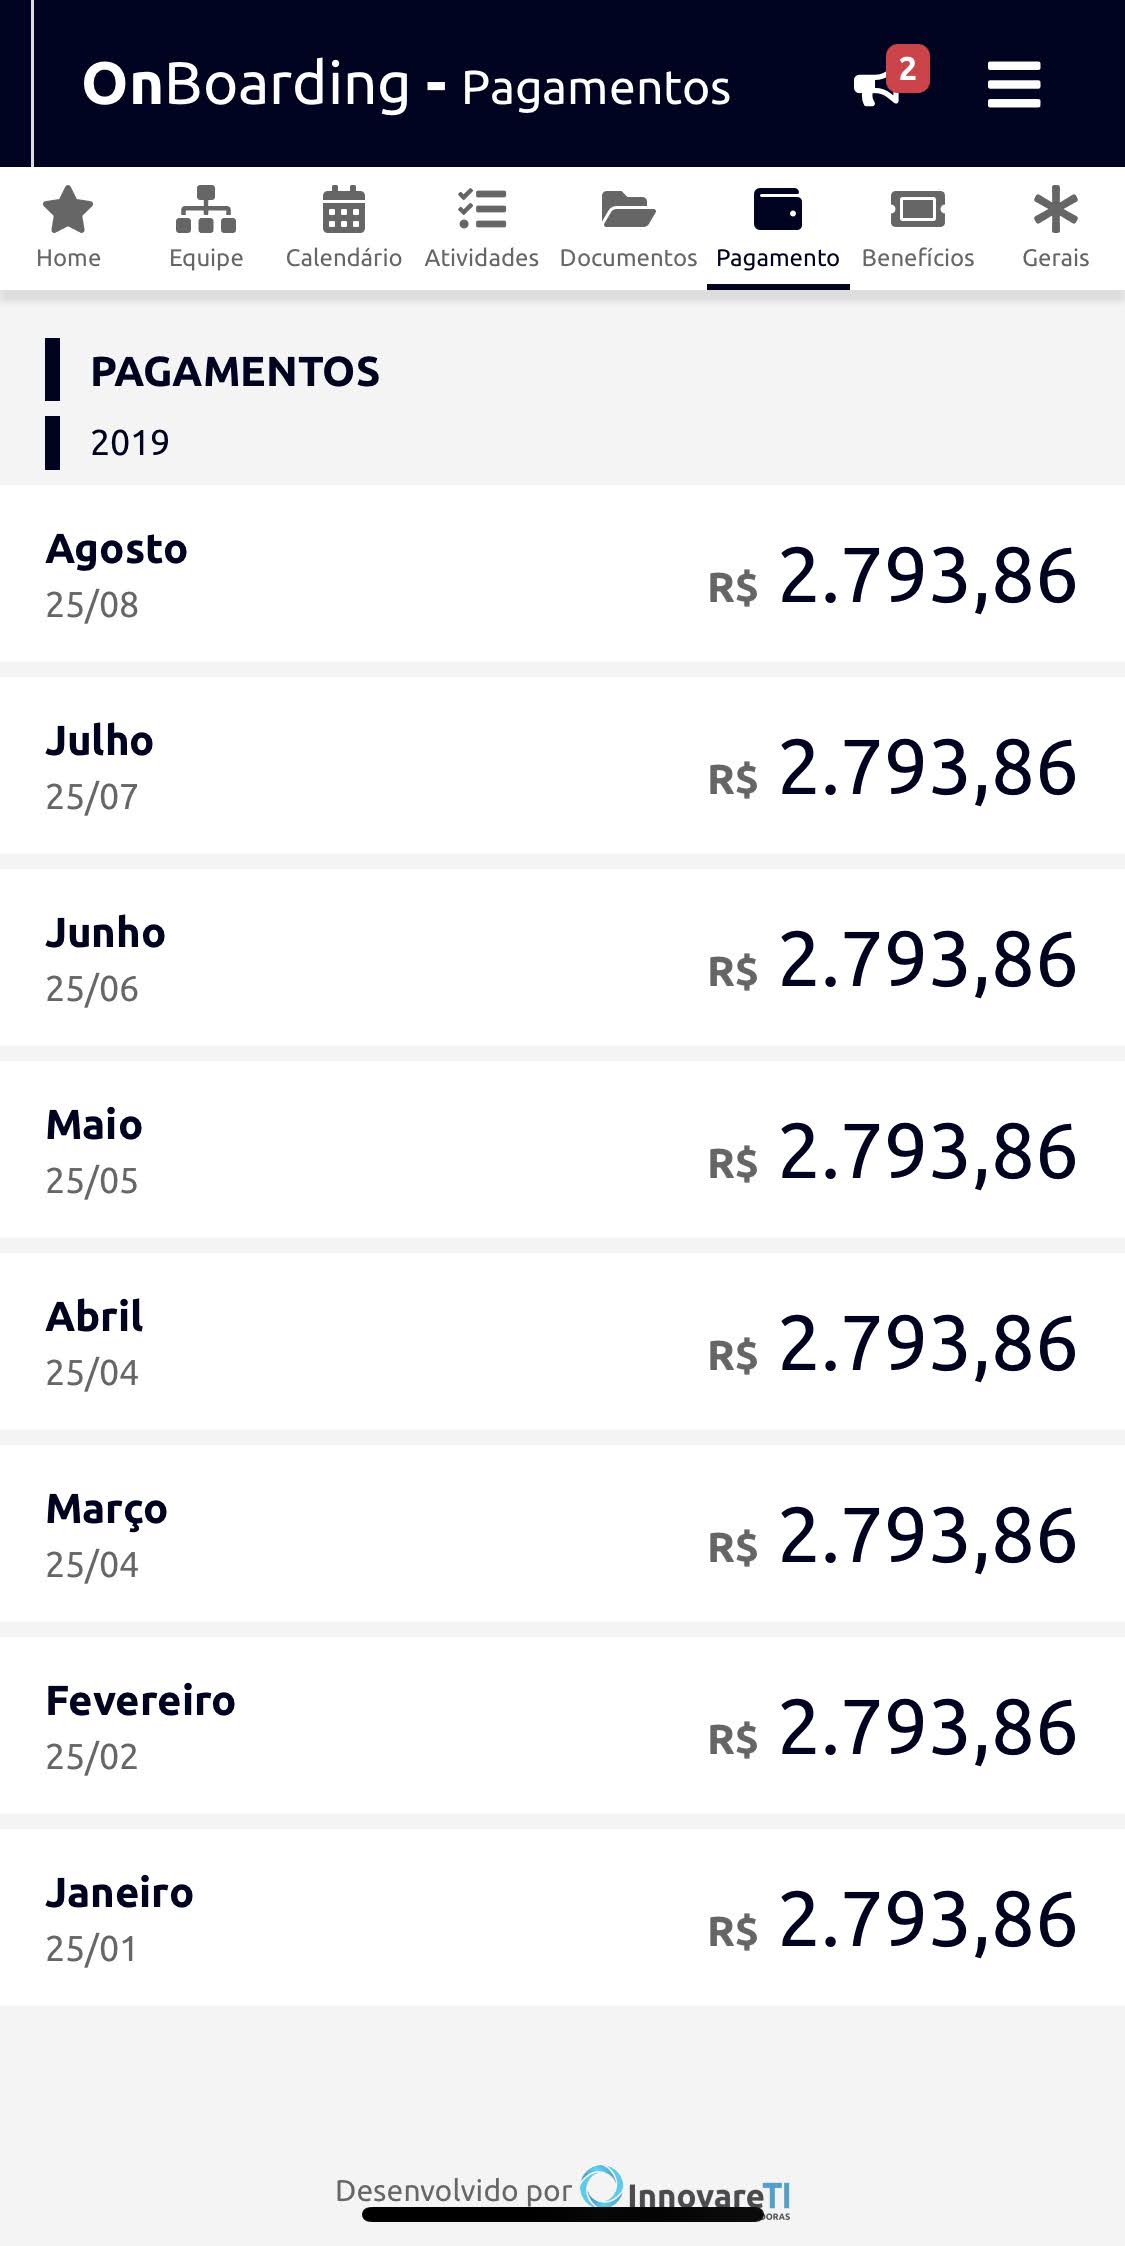 OnBoarding - Pagamentos
2
Home Equipe Calendário Atividades Documentos Pagamento Benefícios Gerais
PAGAMENTOS
2019
Agosto
25/08
R$ 2.793,86
Julho
25/07
R$ 2.793,86
Junho
25/06
R$ 2.793,86
Maio
25/05
R$ 2.793,86
Abril
25/04
R$ 2.793,86
Março
25/04
R$ 2.793,86
Fevereiro
25/02
R$ 2.793,86
Janeiro
25/01
R$ 2.793,86
Desenvolvido por InnovareTI